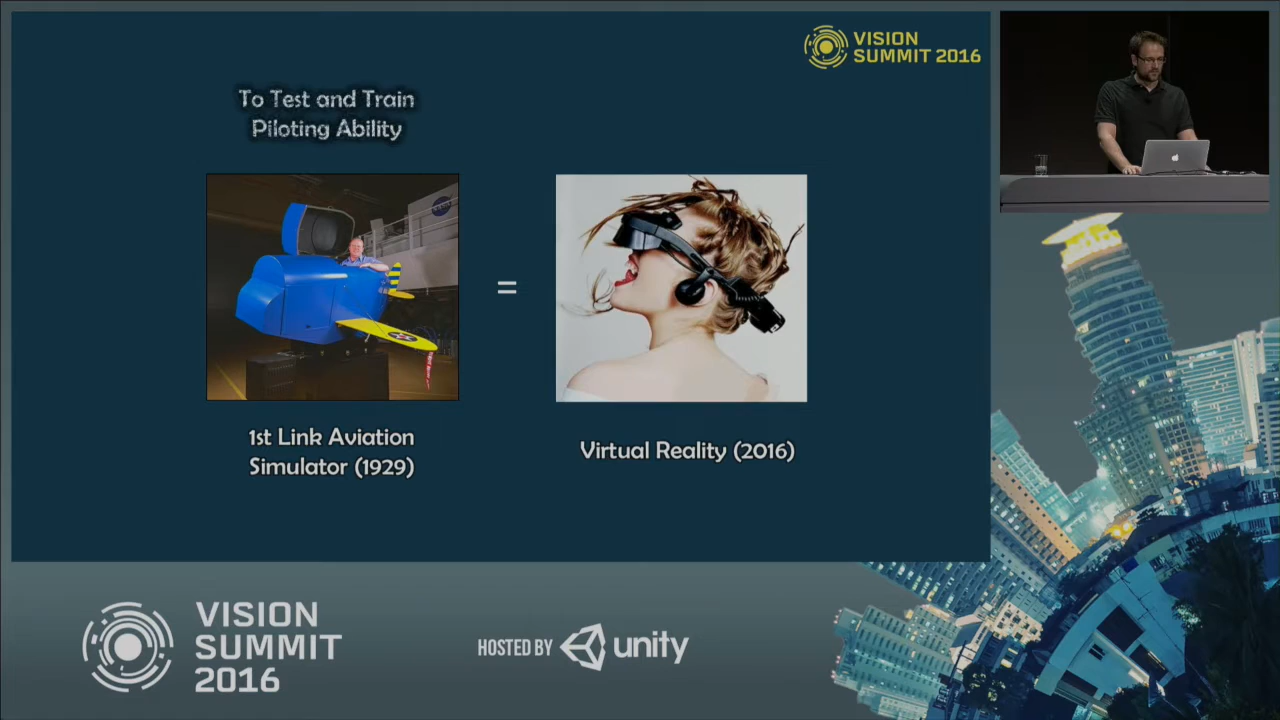 VISION
SUMMIT 2016
To Test and Train
Piloting Ability
=
1st Link Aviation
Simulator (1929)
Virtual Reality (2016)
VISION
SUMMIT
2016
HOSTED BY unity